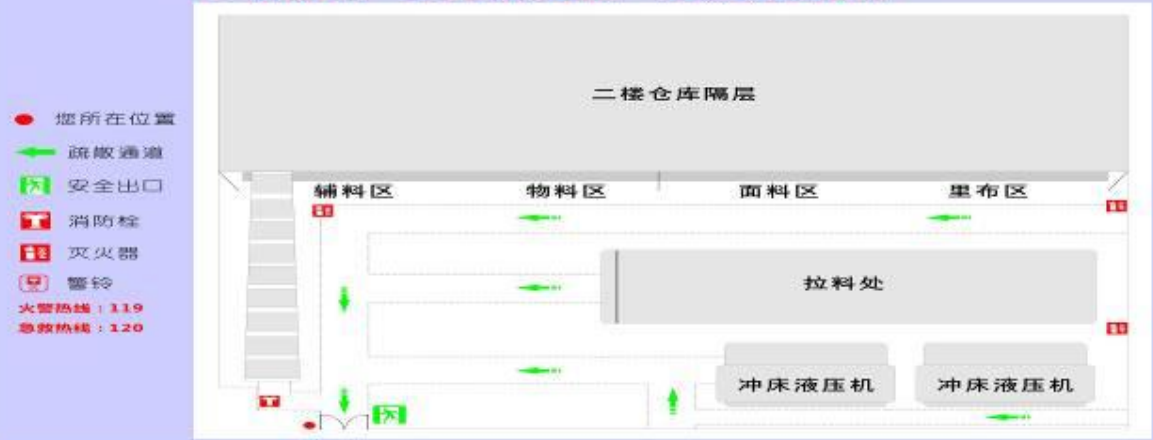 二楼仓库隔层
您所在位置
疏散通道
安全出口
消防栓
灭火器
警铃
火警热线：119
急救热线：120
辅料区
物料区
面料区
里布区
拉料处
冲床液压机
冲床液压机